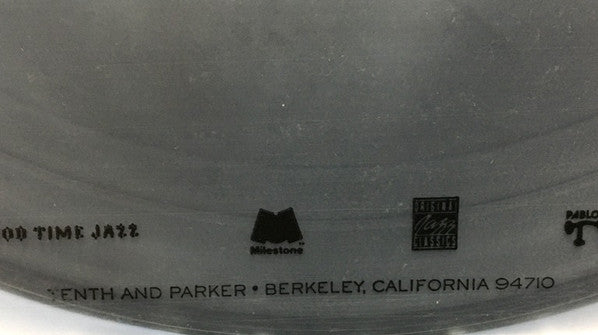 OD TIME JAZZ
Milestone
ORIGINAL
Jazz
CLASSICS
PABLO
ENTH AND PARKER • BERKELEY, CALIFORNIA 94710